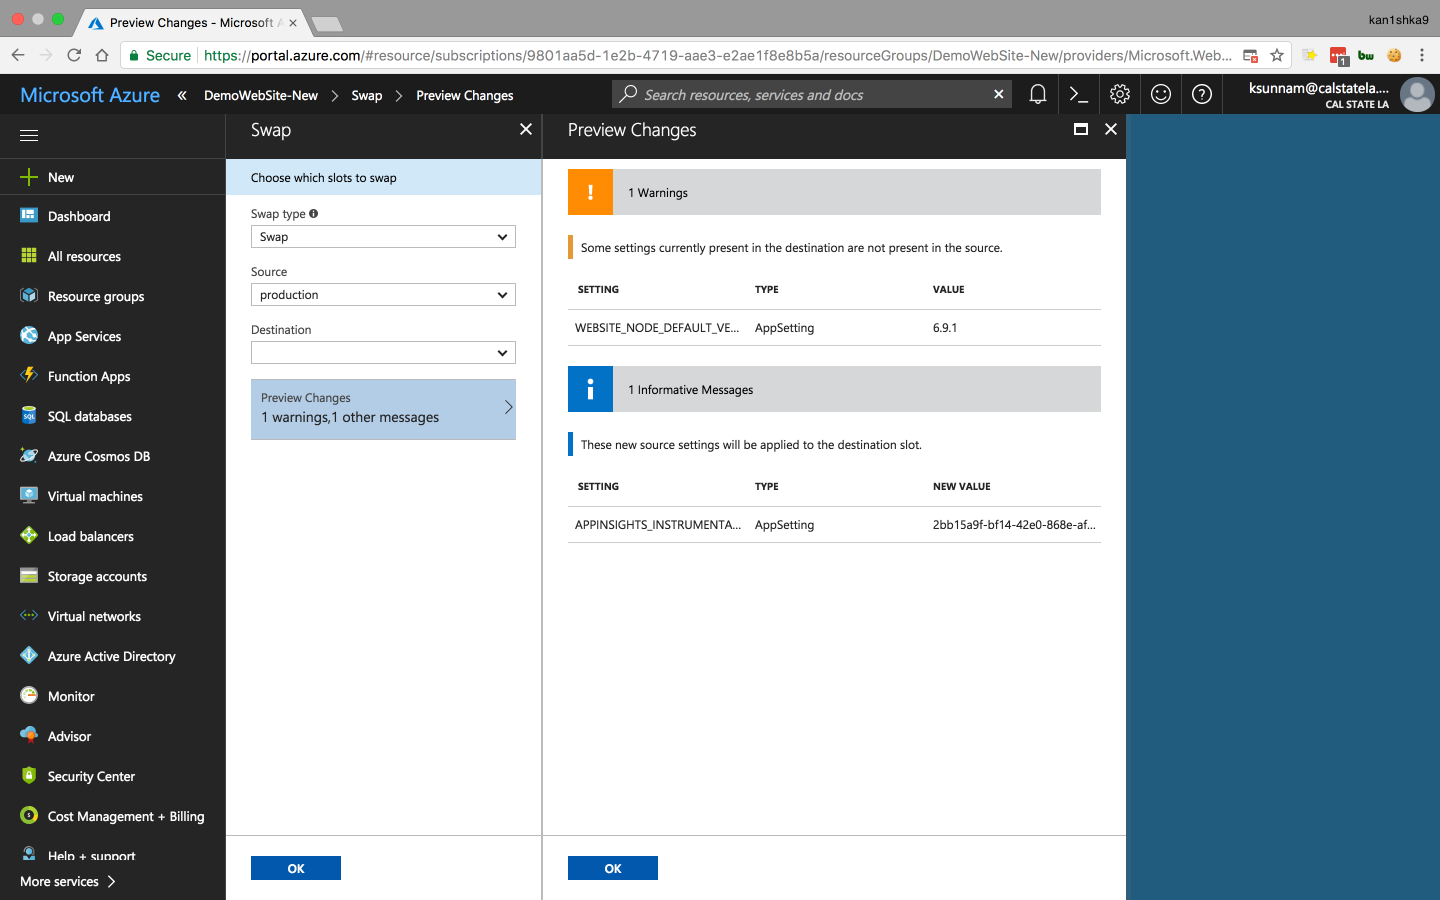 Preview Changes - Microsoft A
kan1shka9
Secure
https://portal.azure.com/#resource/subscriptions/9801aa5d-1e2b-4719-aae3-e2ae1f8e8b5a/resourceGroups/DemoWebSite-New/providers/Microsoft.Web...
1
bw
Microsoft Azure
DemoWebSite-New
Swap
Preview Changes
Search resources, services and docs
ksunnam@calstatela....
CAL STATE LA
New
Dashboard
All resources
Resource groups
App Services
Function Apps
SQL
SQL databases
Azure Cosmos DB
Virtual machines
Load balancers
Storage accounts
Virtual networks
Azure Active Directory
Monitor
Advisor
Security Center
Cost Management + Billing
Help + support
More services
Swap
Choose which slots to swap
Swap type
Swap
Source
production
Destination
Preview Changes
1 warnings,1 other messages
OK
Preview Changes
! 1 Warnings
Some settings currently present in the destination are not present in the source.
SETTING TYPE VALUE
WEBSITE_NODE_DEFAULT_VE... AppSetting 6.9.1
i 1 Informative Messages
These new source settings will be applied to the destination slot.
SETTING TYPE NEW VALUE
APPINSIGHTS_INSTRUMENTA... AppSetting 2bb15a9f-bf14-42e0-868e-af...
OK